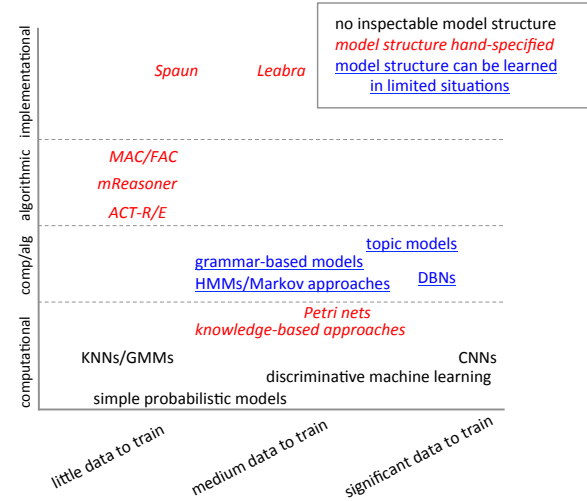 no inspectable model structure
model structure hand-specified
model structure can be learned
in limited situations
implementational
Spaun
Leabra
algorithmic
MAC/FAC
mReasoner
ACT-R/E
comp/alg
topic models
grammar-based models
HMMs/Markov approaches
DBNs
computational
Petri nets
knowledge-based approaches
KNNs/GMMs
CNNs
discriminative machine learning
simple probabilistic models
little data to train
medium data to train
significant data to train